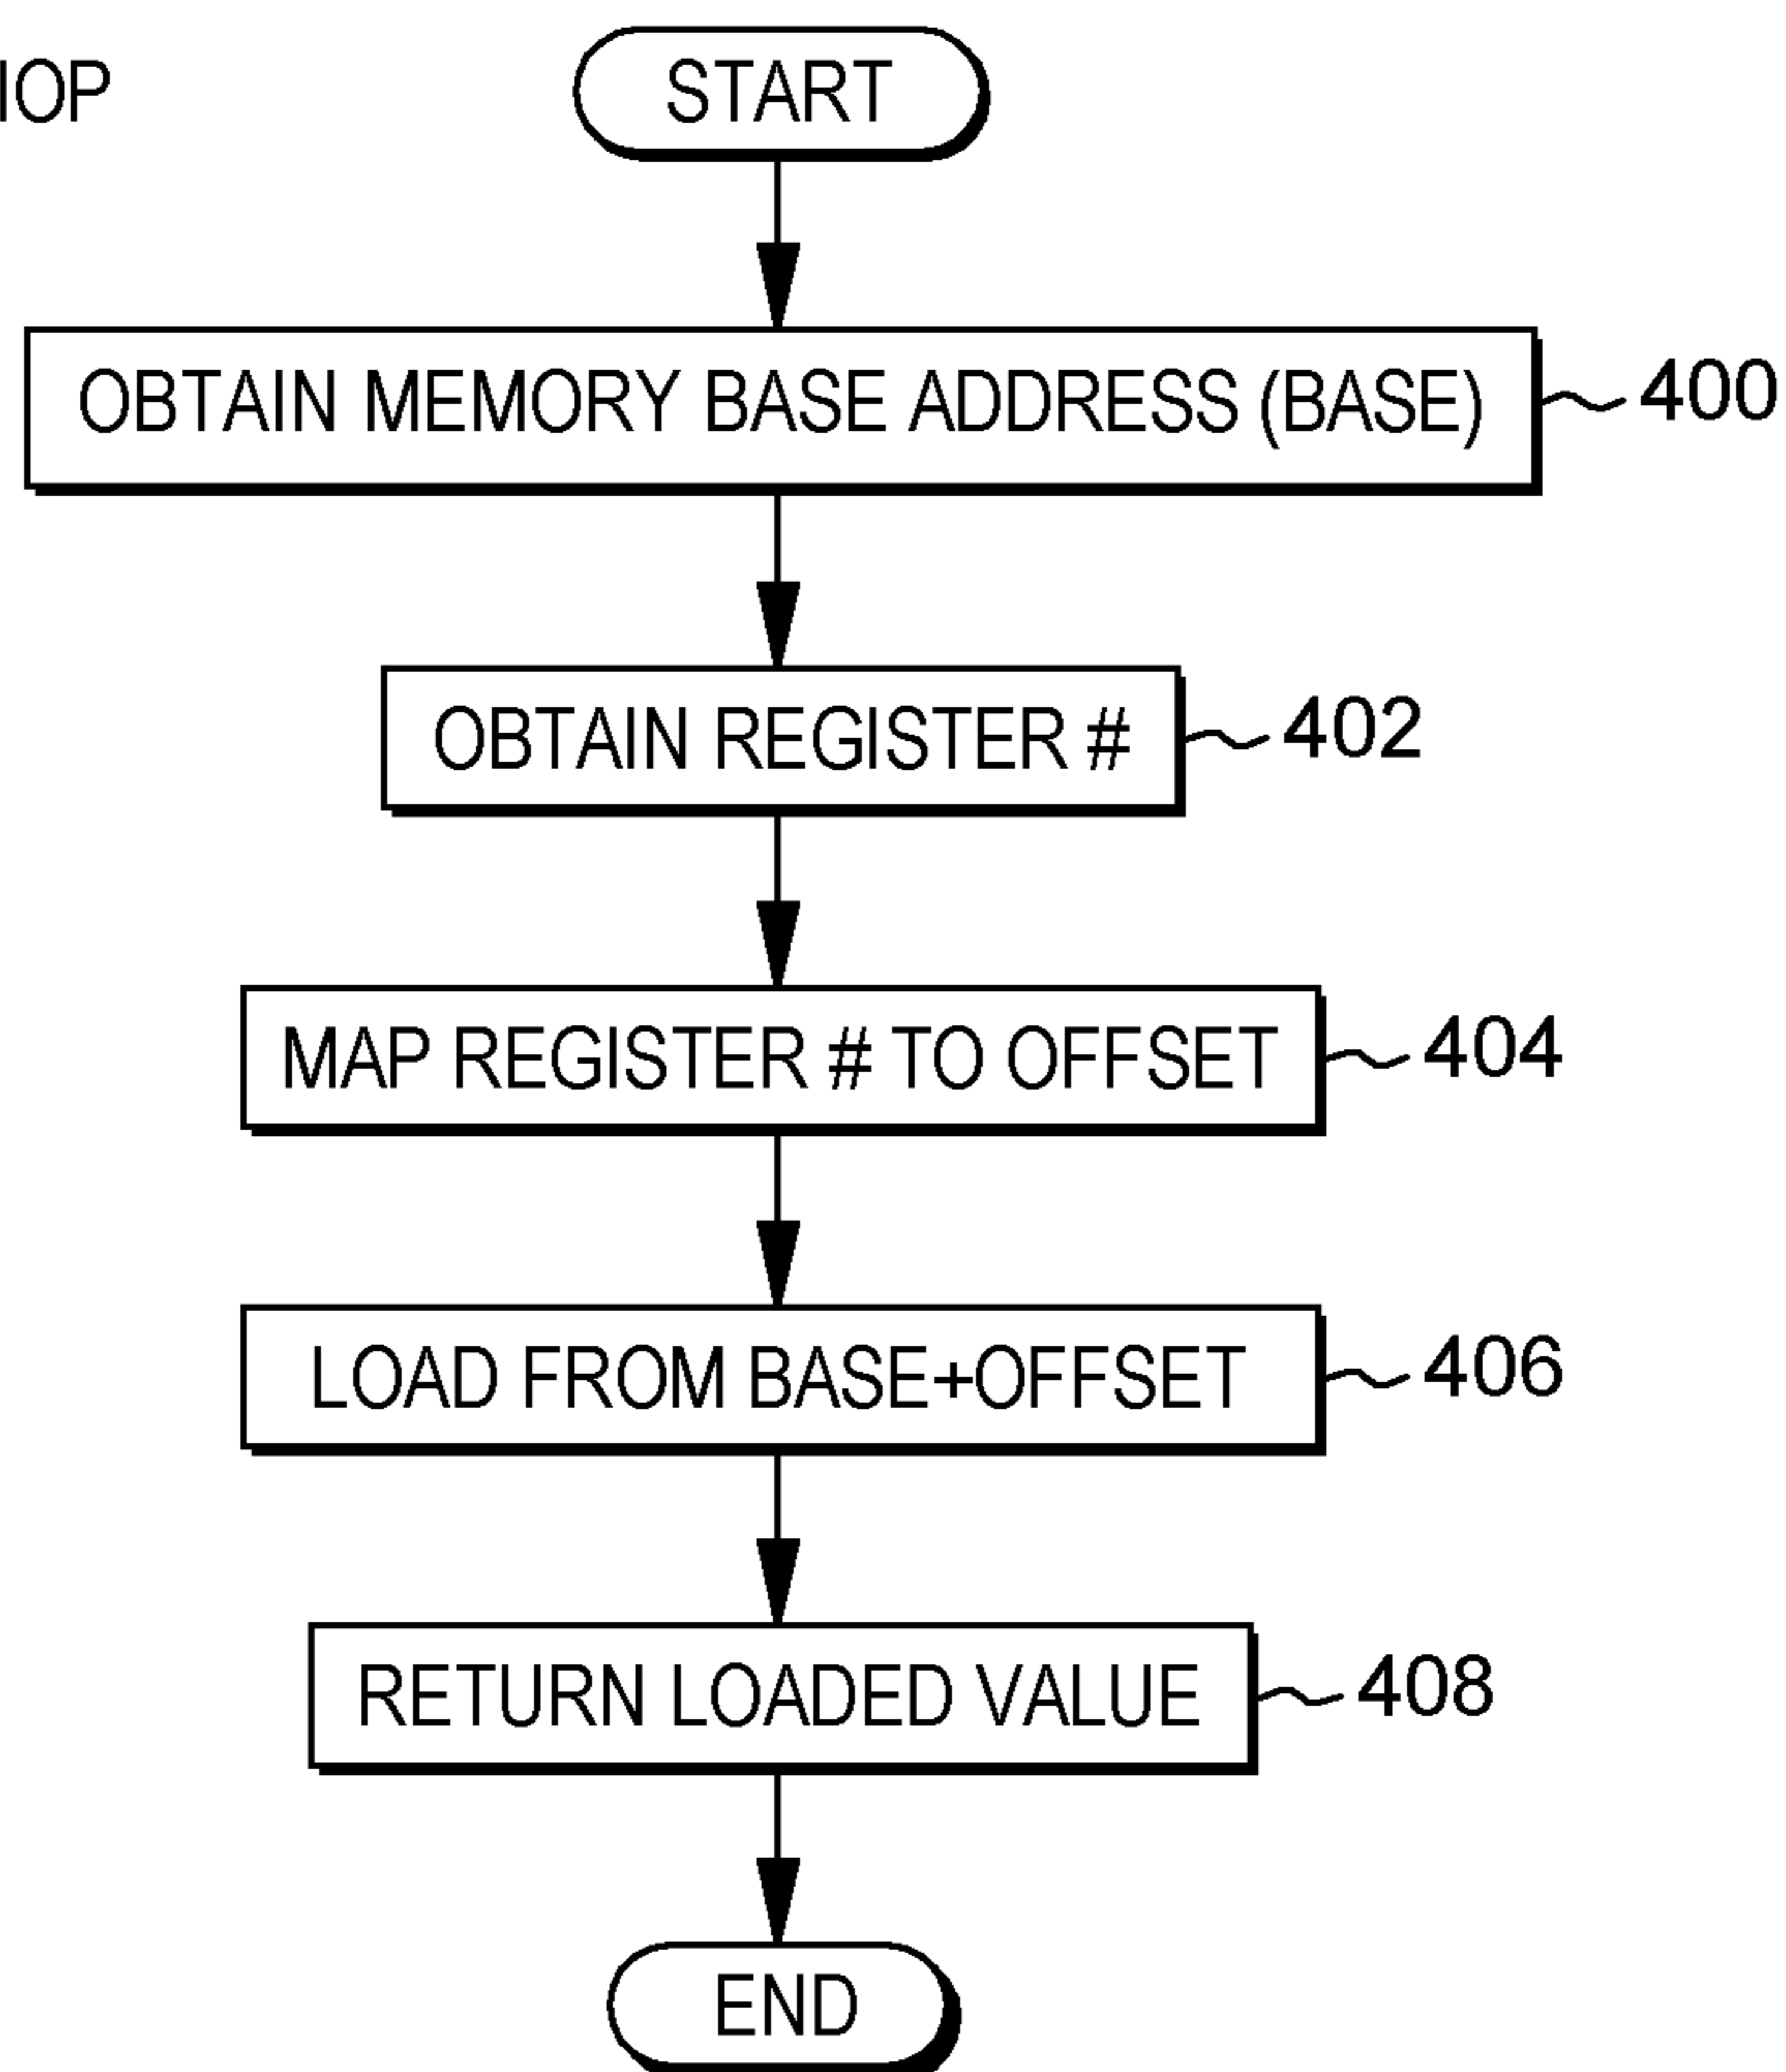 IOP
START
OBTAIN MEMORY BASE ADDRESS (BASE)
400
OBTAIN REGISTER #
402
MAP REGISTER # TO OFFSET
404
LOAD FROM BASE+OFFSET
406
RETURN LOADED VALUE
408
END